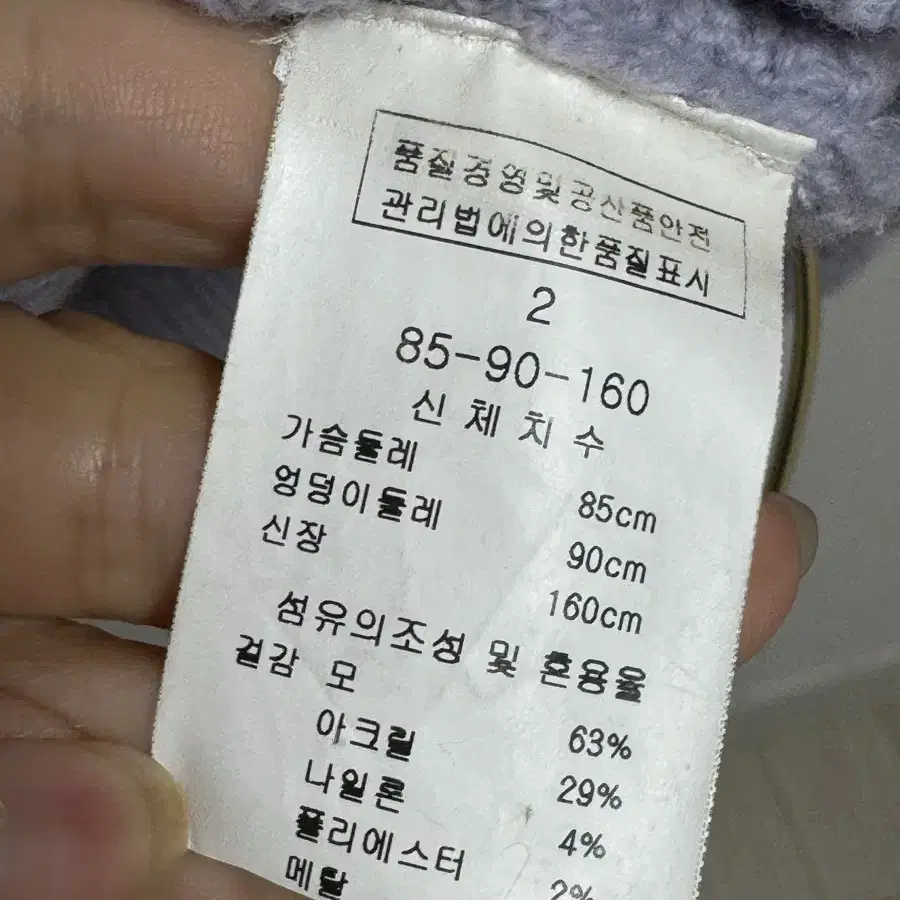 품질경영및공산품안전
관리법에의한품질표시
2
85-90-160
신체치수
가슴둘레 85cm
엉덩이둘레 90cm
신장 160cm
섬유의조성 및 혼용율
겉감 모 63%
아크릴 29%
나일론 4%
폴리에스터 2%
메탈